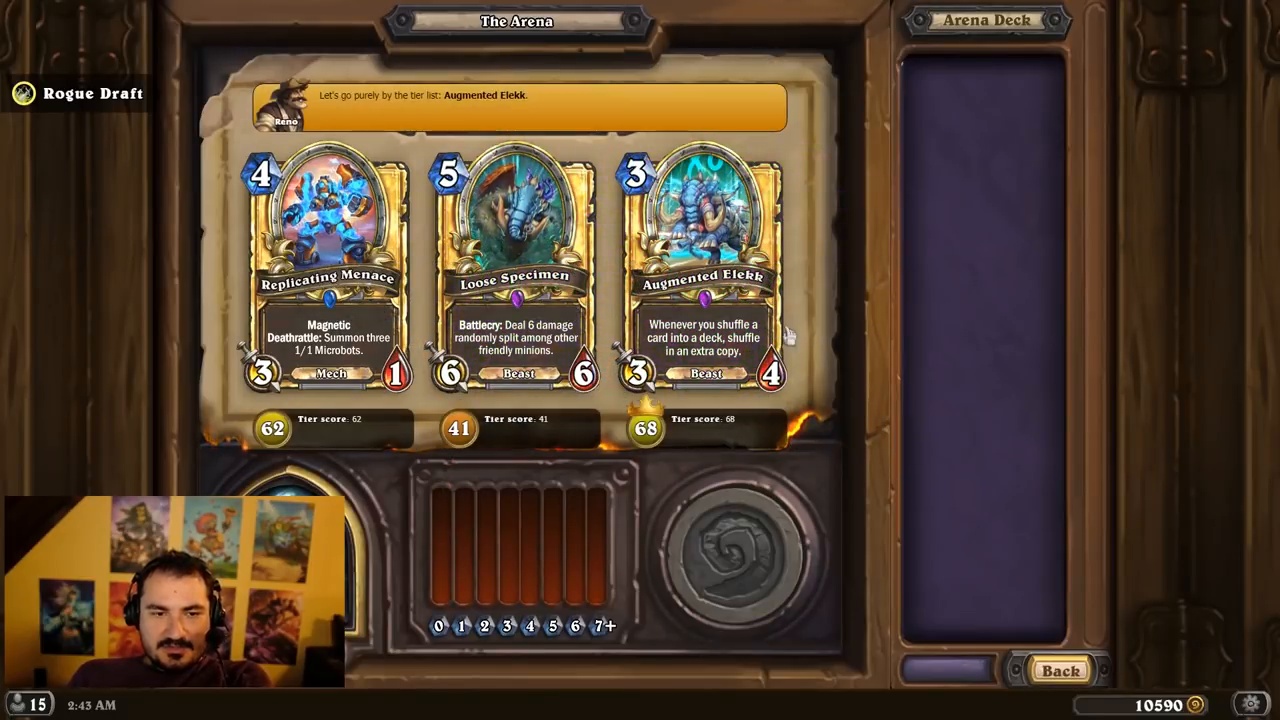 The Arena
Arena Deck
Rogue Draft
Let's go purely by the tier list: Augmented Elekk.
Reno
4
5
3
Replicating Menace
Loose Specimen
Augmented Elekk
Magnetic
Deathrattle: Summon three
1/1 Microbots.
Battlecry: Deal 6 damage
randomly split among other
friendly minions.
Whenever you shuffle a
card into a deck, shuffle
in an extra copy.
3
Mech
1
6
Beast
6
3
Beast
4
62
Tier score: 62
41
Tier score: 41
68
Tier score: 68
0 1 2 3 4 5 6 7+
Back
15
2:43 AM
10590